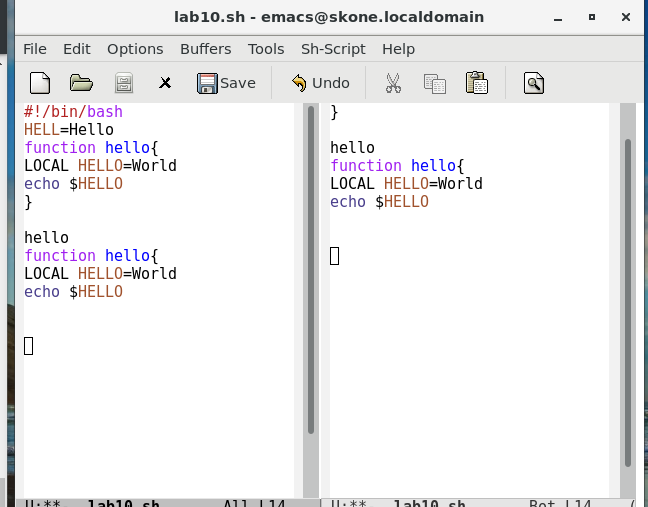 lab10.sh - emacs@skone.localdomain
File Edit Options Buffers Tools Sh-Script Help
Save Undo
#!/bin/bash
HELL=Hello
function hello{
LOCAL HELLO=World
echo $HELLO
}
hello
function hello{
LOCAL HELLO=World
echo $HELLO
}
hello
function hello{
LOCAL HELLO=World
echo $HELLO
U:**- lab10.sh All L14
U:**- lab10.sh Bot L14 (